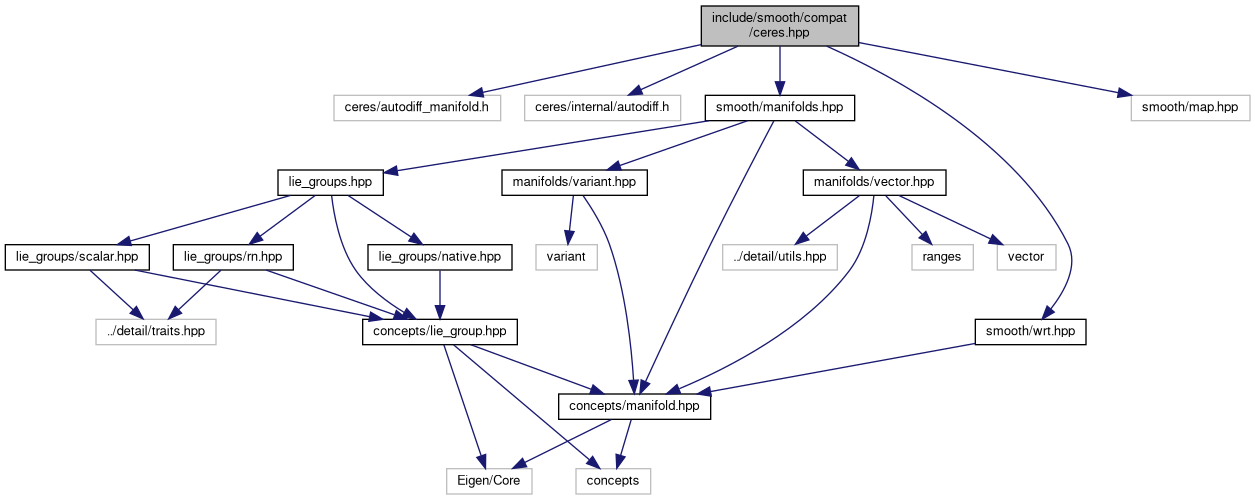 include/smooth/compat
/ceres.hpp
ceres/autodiff_manifold.h
ceres/internal/autodiff.h
smooth/manifolds.hpp
smooth/map.hpp
lie_groups.hpp
manifolds/variant.hpp
manifolds/vector.hpp
lie_groups/scalar.hpp
lie_groups/rn.hpp
lie_groups/native.hpp
variant
../detail/utils.hpp
ranges
vector
../detail/traits.hpp
concepts/lie_group.hpp
smooth/wrt.hpp
concepts/manifold.hpp
Eigen/Core
concepts